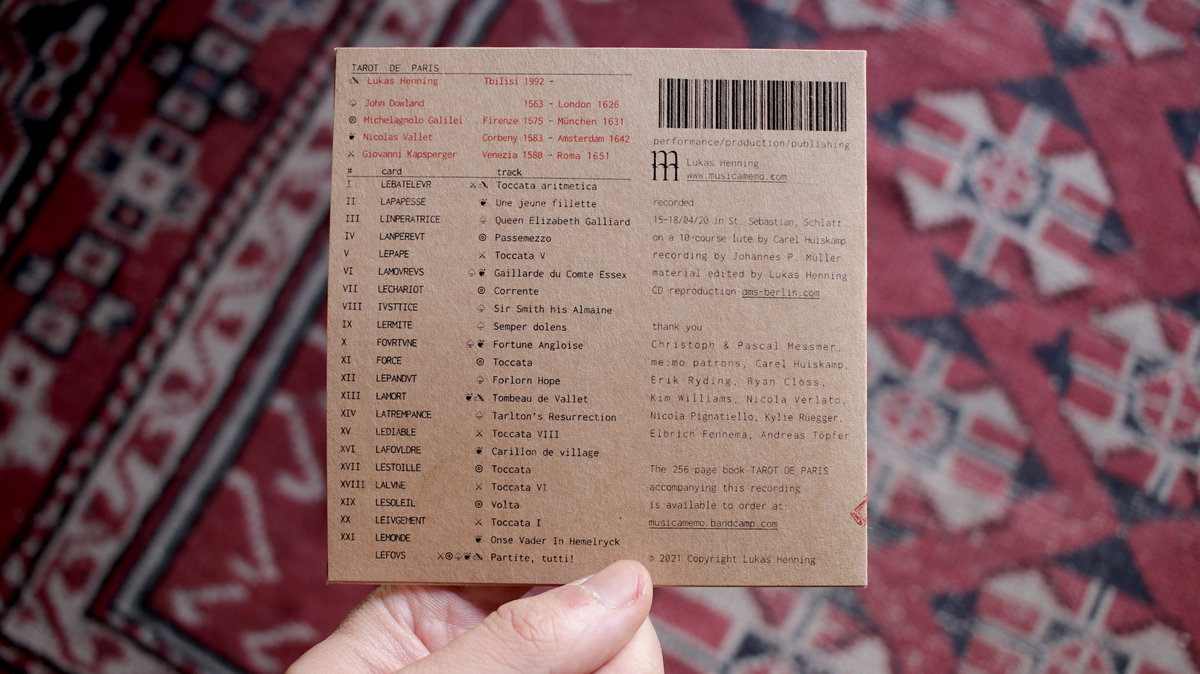 TAROT DE PARIS
Lukas Henning Tbilisi 1992 -
John Dowland 1563 - London 1626
Michelagnolo Galilei Firenze 1575 - München 1631
Nicolas Vallet Corbeny 1583 - Amsterdam 1642
Giovanni Kapsperger Venezia 1580 - Roma 1651
# card track
I LEBATELEVR Toccata aritmetica
II LAPAPESSE Une jeune fillette
III LINPERATRICE Queen Elizabeth Galliard
IV LANPEREVT Passemezzo
V LEPAPE Toccata V
VI LAMOVREVS Gaillarde du Comte Essex
VII LECHARIOT Corrente
VIII IVSTTICE Sir Smith his Almaine
IX LERMITE Semper dolens
X FOVRTVNE Fortune Angloise
XI FORCE Toccata
XII LEPANDVT Forlorn Hope
XIII LAMORT Tombeau de Vallet
XIV LATREMPANCE Tarlton's Resurrection
XV LEDIABLE Toccata VIII
XVI LAFOVLDRE Carillon de village
XVII LESTOILLE Toccata
XVIII LALVNE Toccata VI
XIX LESOLEIL Volta
XX LEIVGEMENT Toccata I
XXI LEMONDE Onse Vader In Hemelryck
LEFOVS Partite, tutti!
performance/production/publishing
m Lukas Henning
www.musicamemo.com
recorded
15-18/04/20 in St. Sebastian, Schlatt
on a 10-course lute by Carel Huiskamp
recording by Johannes P. Müller
material edited by Lukas Henning
CD reproduction dms-berlin.com
thank you
Christoph & Pascal Messmer,
me:mo patrons, Carel Huiskamp,
Erik Ryding, Ryan Closs,
Kim Williams, Nicola Verlato,
Nicola Pignatiello, Kylie Ruegger,
Elbrich Fennema, Andreas Töpfer
The 256-page book TAROT DE PARIS
accompanying this recording
is available to order at:
musicamemo.bandcamp.com
℗ 2021 Copyright Lukas Henning